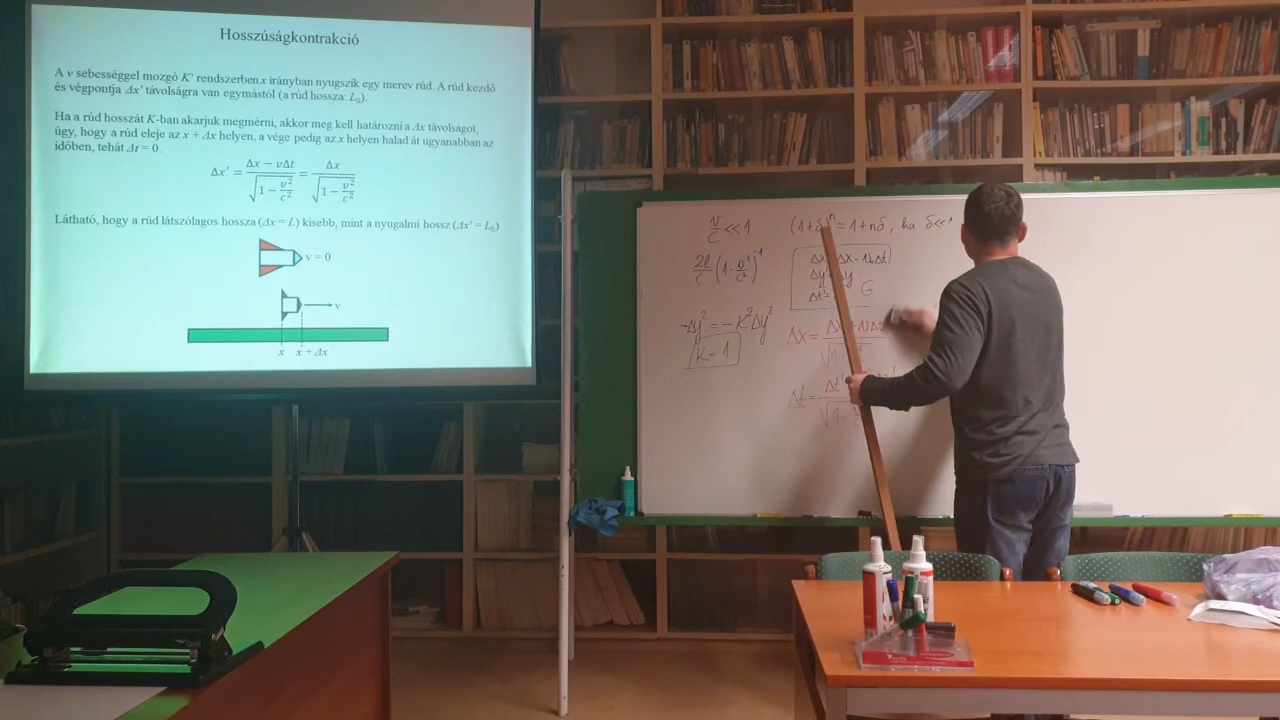 Hosszúságkontrakció
A v sebességgel mozgó K' rendszerben x irányban nyugszik egy merev rúd. A rúd kezdő
és végpontja Δx' távolságra van egymástól (a rúd hossza: L₀).
Ha a rúd hosszát K-ban akarjuk megmérni, akkor meg kell határozni a Δx távolságot,
úgy, hogy a rúd eleje az x + Δx helyen, a vége pedig az x helyen halad át ugyanabban az
időben, tehát Δt = 0.
Δx' = (Δx − vΔt)/√(1 − v²/c²) = Δx/√(1 − v²/c²)
Látható, hogy a rúd látszólagos hossza (Δx = L) kisebb, mint a nyugalmi hossz (Δx' = L₀)
v = 0
v
x x + Δx
v/c << 1
2l/c (1 - v²/c²)⁻¹
-Δy² = -K²Δy²
K = 1
(1+δ)ⁿ = 1+nδ, ha δ<<1
G
Δx =
Δt =